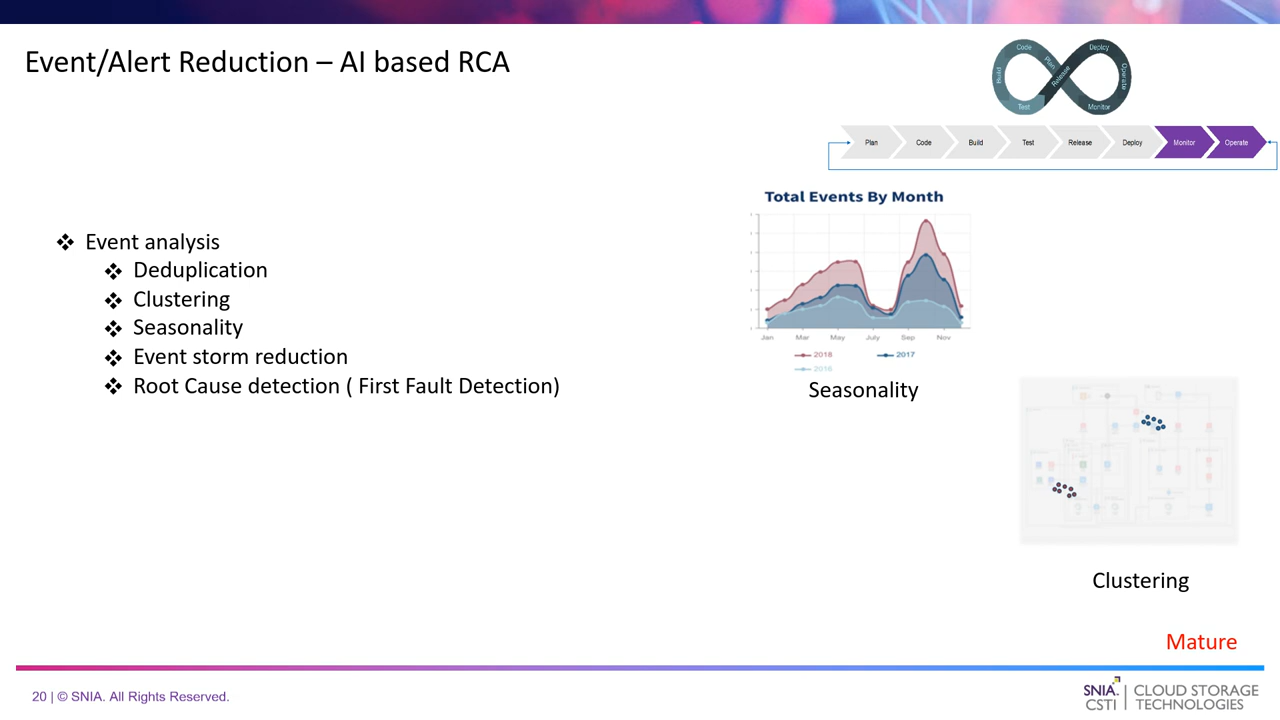 Event/Alert Reduction – AI based RCA
Code
Deploy
Plan
Build
Release
Operate
Test
Monitor
Plan
Code
Build
Test
Release
Deploy
Monitor
Operate
Total Events By Month
Jan
Mar
May
July
Sep
Nov
2018
2017
2016
Seasonality
❖ Event analysis
❖ Deduplication
❖ Clustering
❖ Seasonality
❖ Event storm reduction
❖ Root Cause detection ( First Fault Detection)
Clustering
Mature
20 | © SNIA. All Rights Reserved.
SNIA.
CSTI
CLOUD STORAGE
TECHNOLOGIES